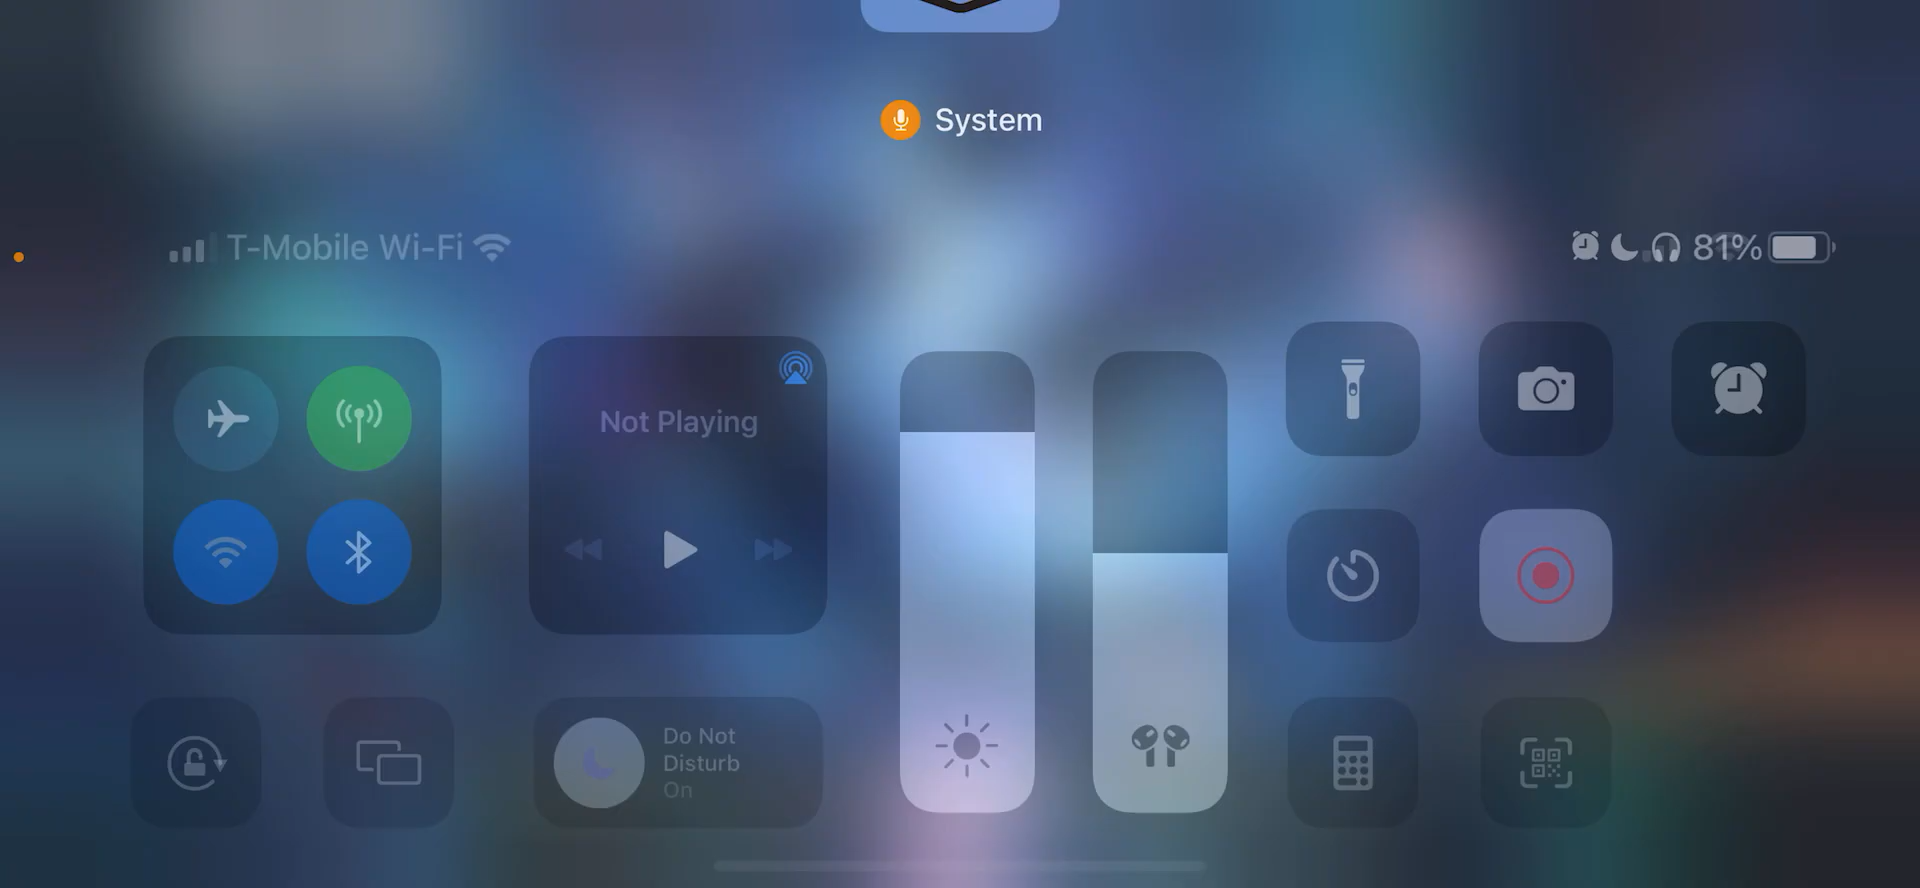 System
T-Mobile Wi-Fi
81%
Not Playing
Do Not
Disturb
On